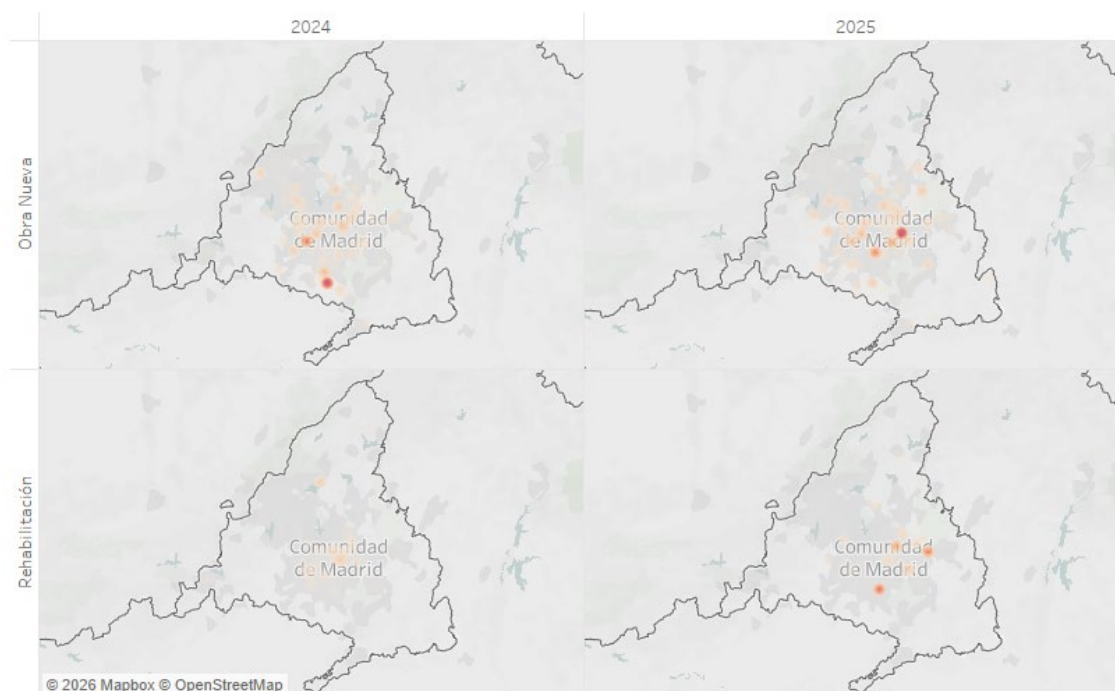 2024
2025
Obra Nueva
Comunidad
de Madrid
Comunidad
de Madrid
Rehabilitación
Comunidad
de Madrid
Comunidad
de Madrid
© 2026 Mapbox © OpenStreetMap